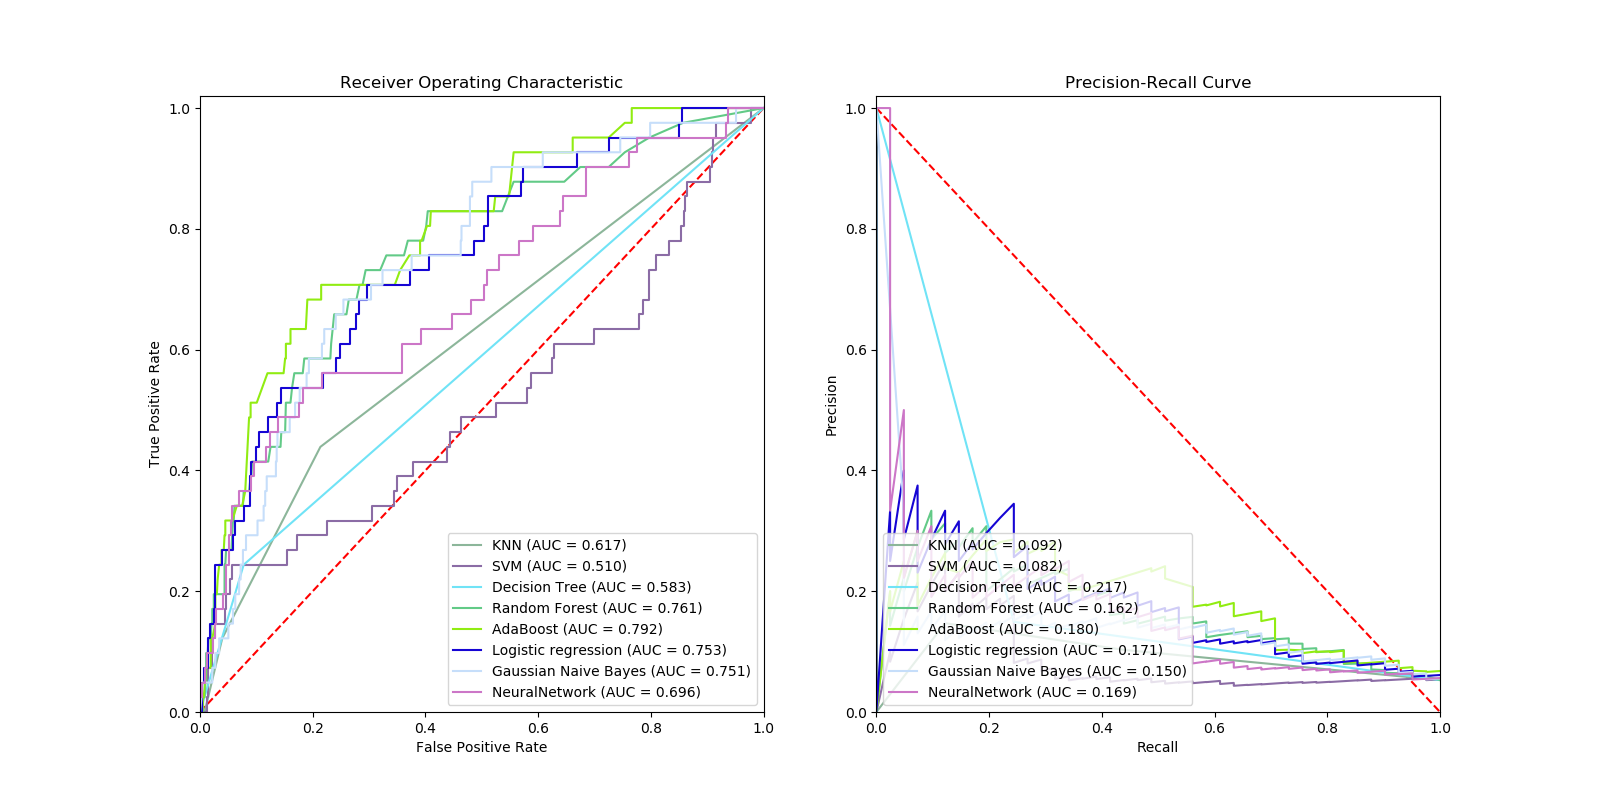 Receiver Operating Characteristic
1.0
0.8
0.6
0.4
0.2
0.0
True Positive Rate
0.0 0.2 0.4 0.6 0.8 1.0
False Positive Rate
KNN (AUC = 0.617)
SVM (AUC = 0.510)
Decision Tree (AUC = 0.583)
Random Forest (AUC = 0.761)
AdaBoost (AUC = 0.792)
Logistic regression (AUC = 0.753)
Gaussian Naive Bayes (AUC = 0.751)
NeuralNetwork (AUC = 0.696)
Precision-Recall Curve
1.0
0.8
0.6
0.4
0.2
0.0
Precision
0.0 0.2 0.4 0.6 0.8 1.0
Recall
KNN (AUC = 0.092)
SVM (AUC = 0.082)
Decision Tree (AUC = 0.217)
Random Forest (AUC = 0.162)
AdaBoost (AUC = 0.180)
Logistic regression (AUC = 0.171)
Gaussian Naive Bayes (AUC = 0.150)
NeuralNetwork (AUC = 0.169)